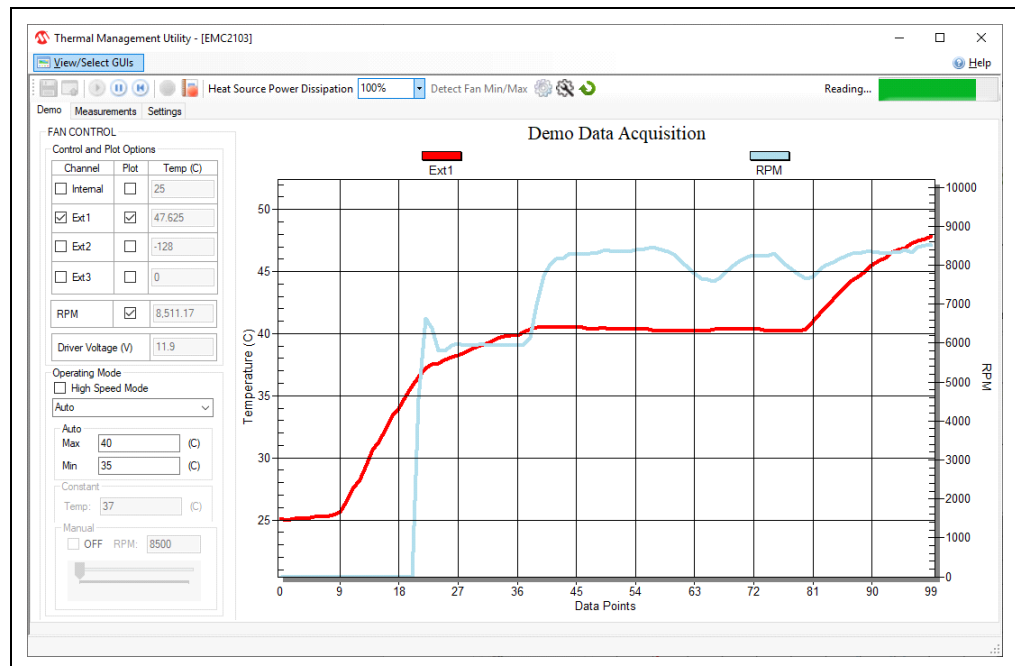 Thermal Management Utility - [EMC2103]
View/Select GUIs
Help
Heat Source Power Dissipation 100% Detect Fan Min/Max Reading...
Demo Measurements Settings
FAN CONTROL
Control and Plot Options
Channel Plot Temp (C)
Internal 25
Ext1 47.625
Ext2 -128
Ext3 0
RPM 8,511.17
Driver Voltage (V) 11.9
Operating Mode
High Speed Mode
Auto
Auto
Max 40 (C)
Min 35 (C)
Constant
Temp: 37 (C)
Manual
OFF RPM: 8500
Demo Data Acquisition
Ext1 RPM
50
45
40
35
30
25
Temperature (C)
10000
9000
8000
7000
6000
5000
4000
3000
2000
1000
0
RPM
0 9 18 27 36 45 54 63 72 81 90 99
Data Points